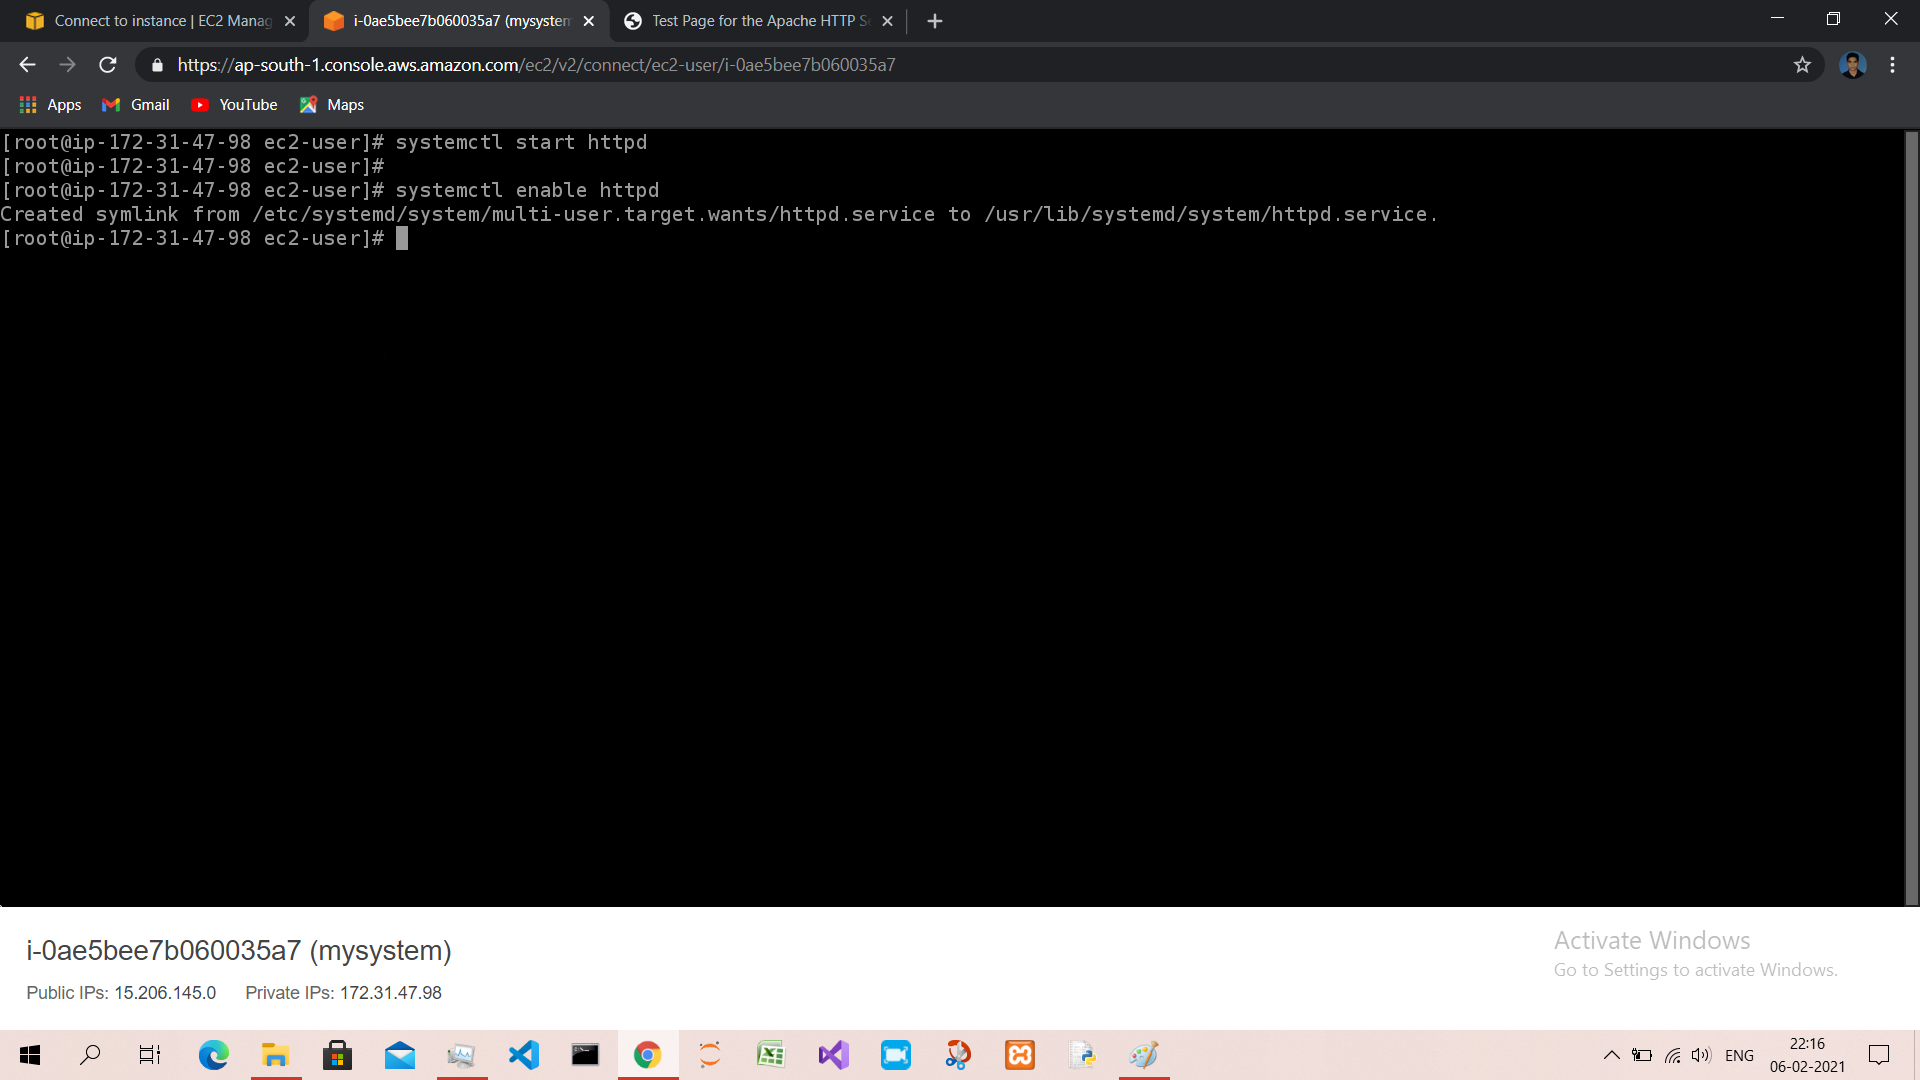 Connect to instance | EC2 Manag
i-0ae5bee7b060035a7 (mysystem
Test Page for the Apache HTTP Se
https://ap-south-1.console.aws.amazon.com/ec2/v2/connect/ec2-user/i-0ae5bee7b060035a7
Apps Gmail YouTube Maps
[root@ip-172-31-47-98 ec2-user]# systemctl start httpd
[root@ip-172-31-47-98 ec2-user]#
[root@ip-172-31-47-98 ec2-user]# systemctl enable httpd
Created symlink from /etc/systemd/system/multi-user.target.wants/httpd.service to /usr/lib/systemd/system/httpd.service.
[root@ip-172-31-47-98 ec2-user]#
i-0ae5bee7b060035a7 (mysystem)
Public IPs: 15.206.145.0 Private IPs: 172.31.47.98
Activate Windows
Go to Settings to activate Windows.
ENG
22:16
06-02-2021